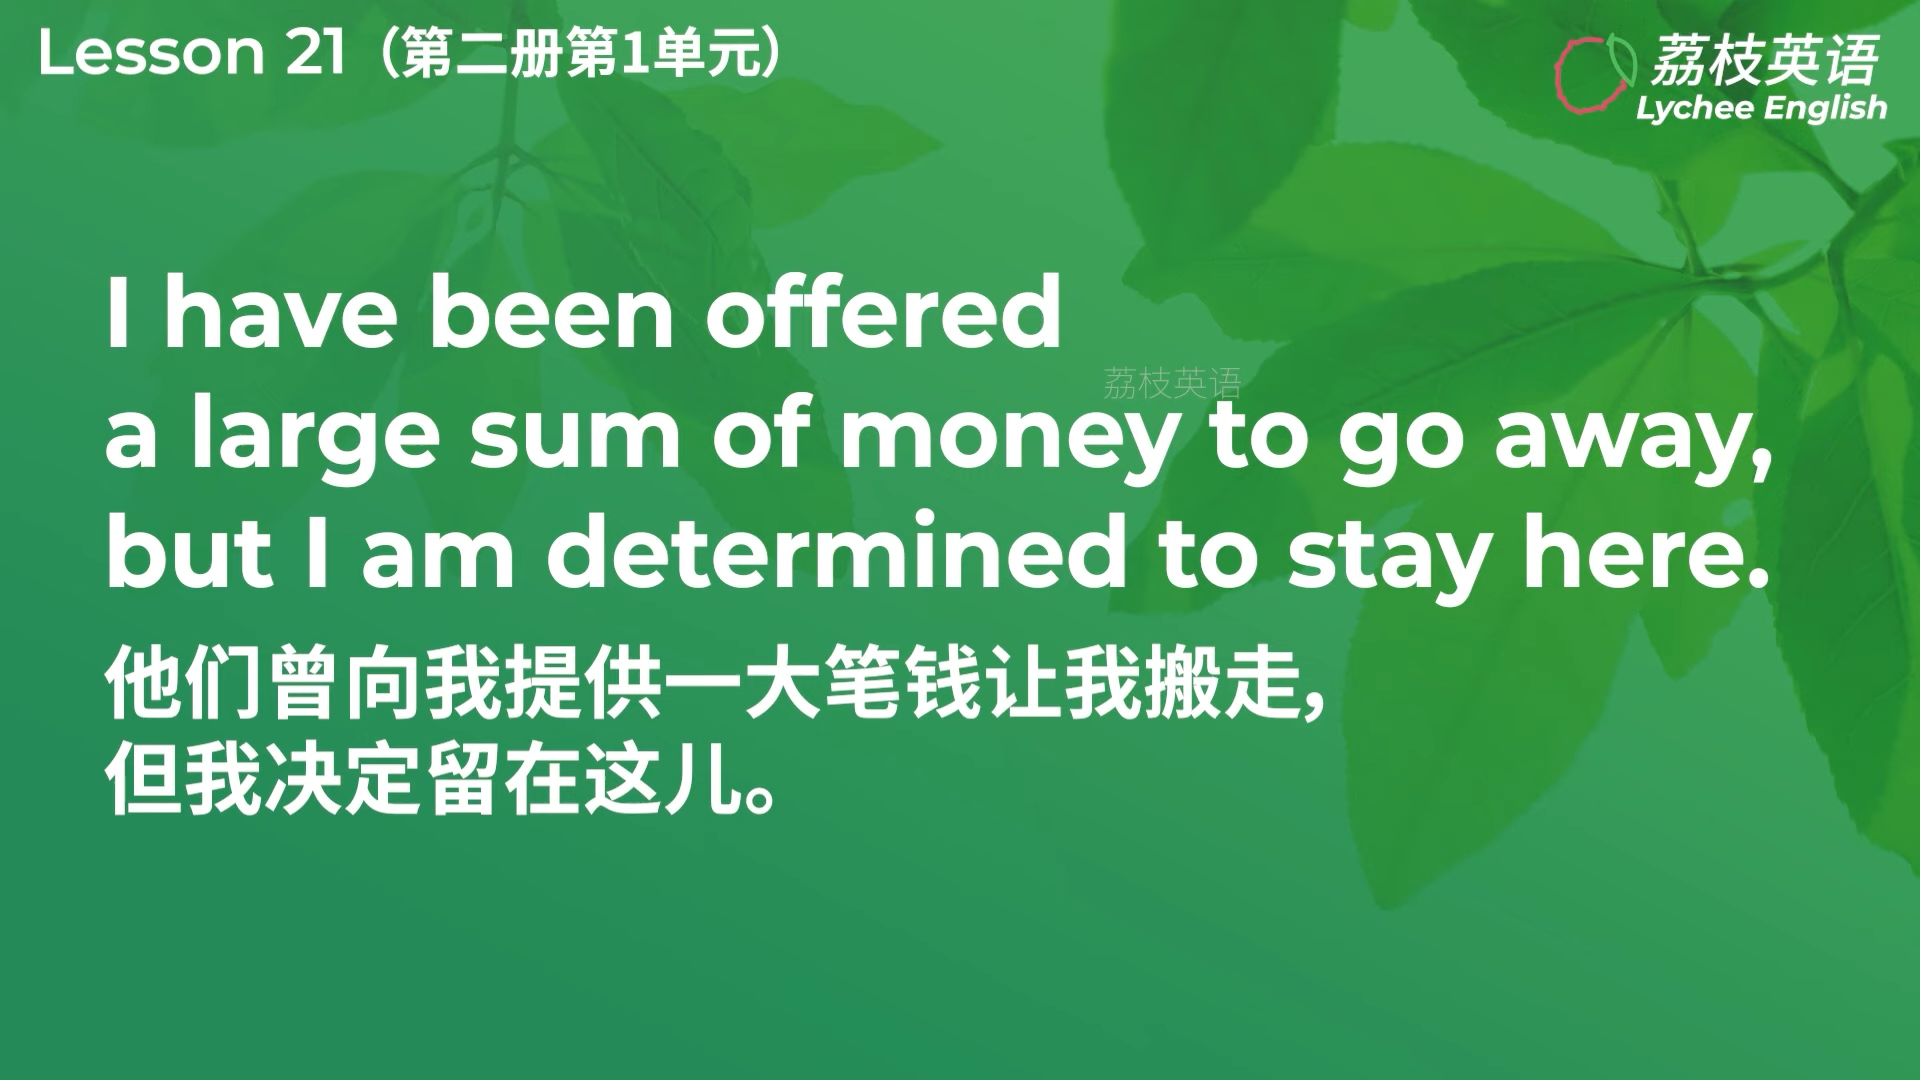 Lesson 21（第二册第1单元）
荔枝英语
Lychee English
I have been offered
荔枝英语
a large sum of money to go away,
but I am determined to stay here.
他们曾向我提供一大笔钱让我搬走,
但我决定留在这儿。